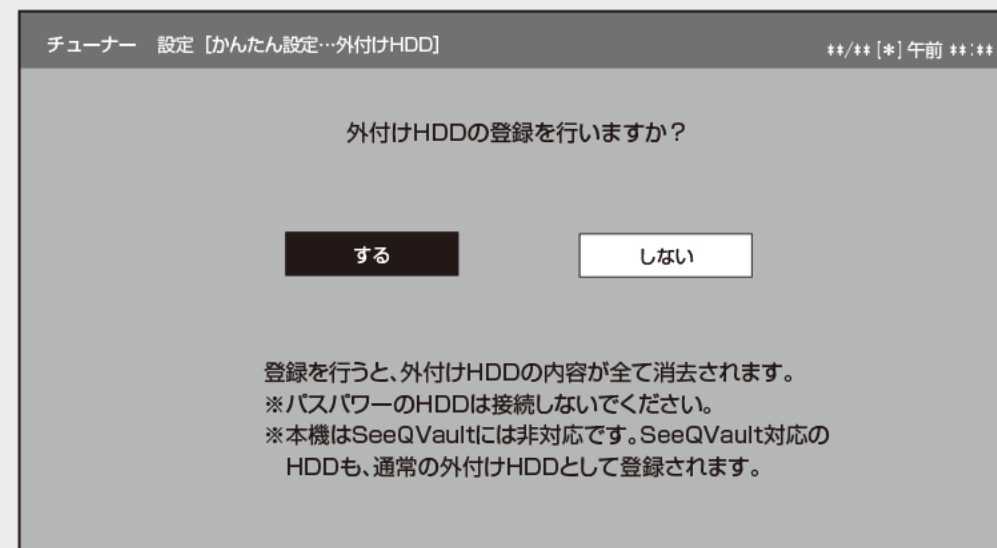 チューナー 設定 [かんたん設定…外付けHDD]
**/** [*] 午前 **:**
外付けHDDの登録を行いますか？
する
しない
登録を行うと、外付けHDDの内容が全て消去されます。
※パスパワーのHDDは接続しないでください。
※本機はSeeQVaultには非対応です。SeeQVault対応の
HDDも、通常の外付けHDDとして登録されます。